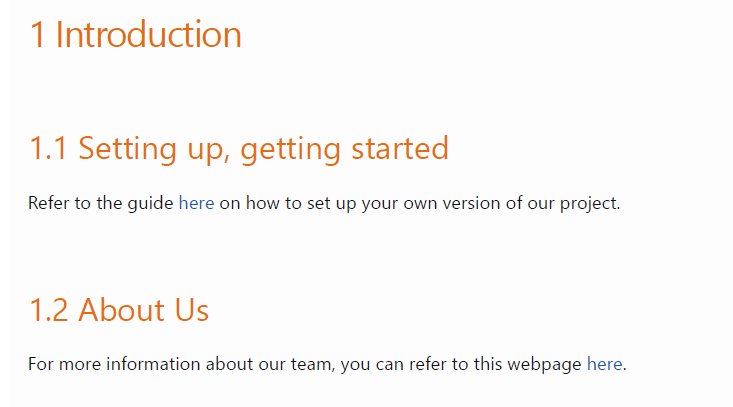 1 Introduction
1.1 Setting up, getting started
Refer to the guide here on how to set up your own version of our project.
1.2 About Us
For more information about our team, you can refer to this webpage here.